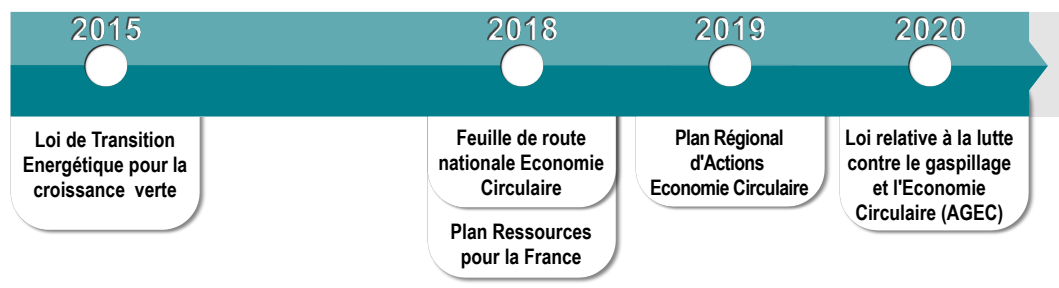 2015
2018
2019
2020
Loi de Transition
Energétique pour la
croissance verte
Feuille de route
nationale Economie
Circulaire
Plan Ressources
pour la France
Plan Régional
d'Actions
Economie Circulaire
Loi relative à la lutte
contre le gaspillage
et l'Economie
Circulaire (AGEC)